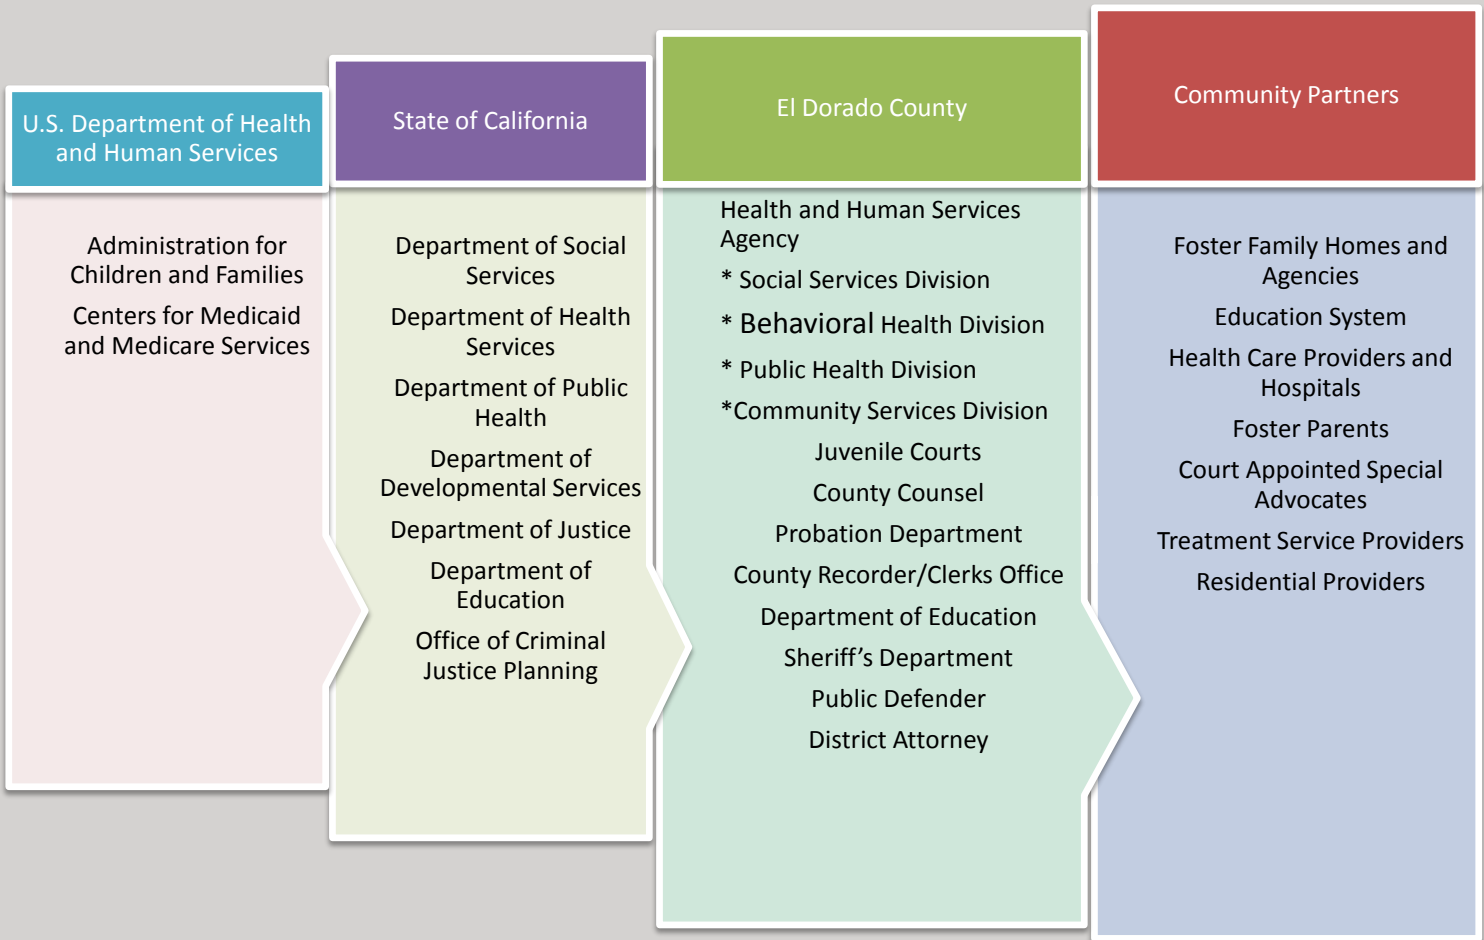 U.S. Department of Health
and Human Services
Administration for
Children and Families
Centers for Medicaid
and Medicare Services
State of California
Department of Social
Services
Department of Health
Services
Department of Public
Health
Department of
Developmental Services
Department of Justice
Department of
Education
Office of Criminal
Justice Planning
El Dorado County
Health and Human Services
Agency
* Social Services Division
* Behavioral Health Division
* Public Health Division
*Community Services Division
Juvenile Courts
County Counsel
Probation Department
County Recorder/Clerks Office
Department of Education
Sheriff’s Department
Public Defender
District Attorney
Community Partners
Foster Family Homes and
Agencies
Education System
Health Care Providers and
Hospitals
Foster Parents
Court Appointed Special
Advocates
Treatment Service Providers
Residential Providers